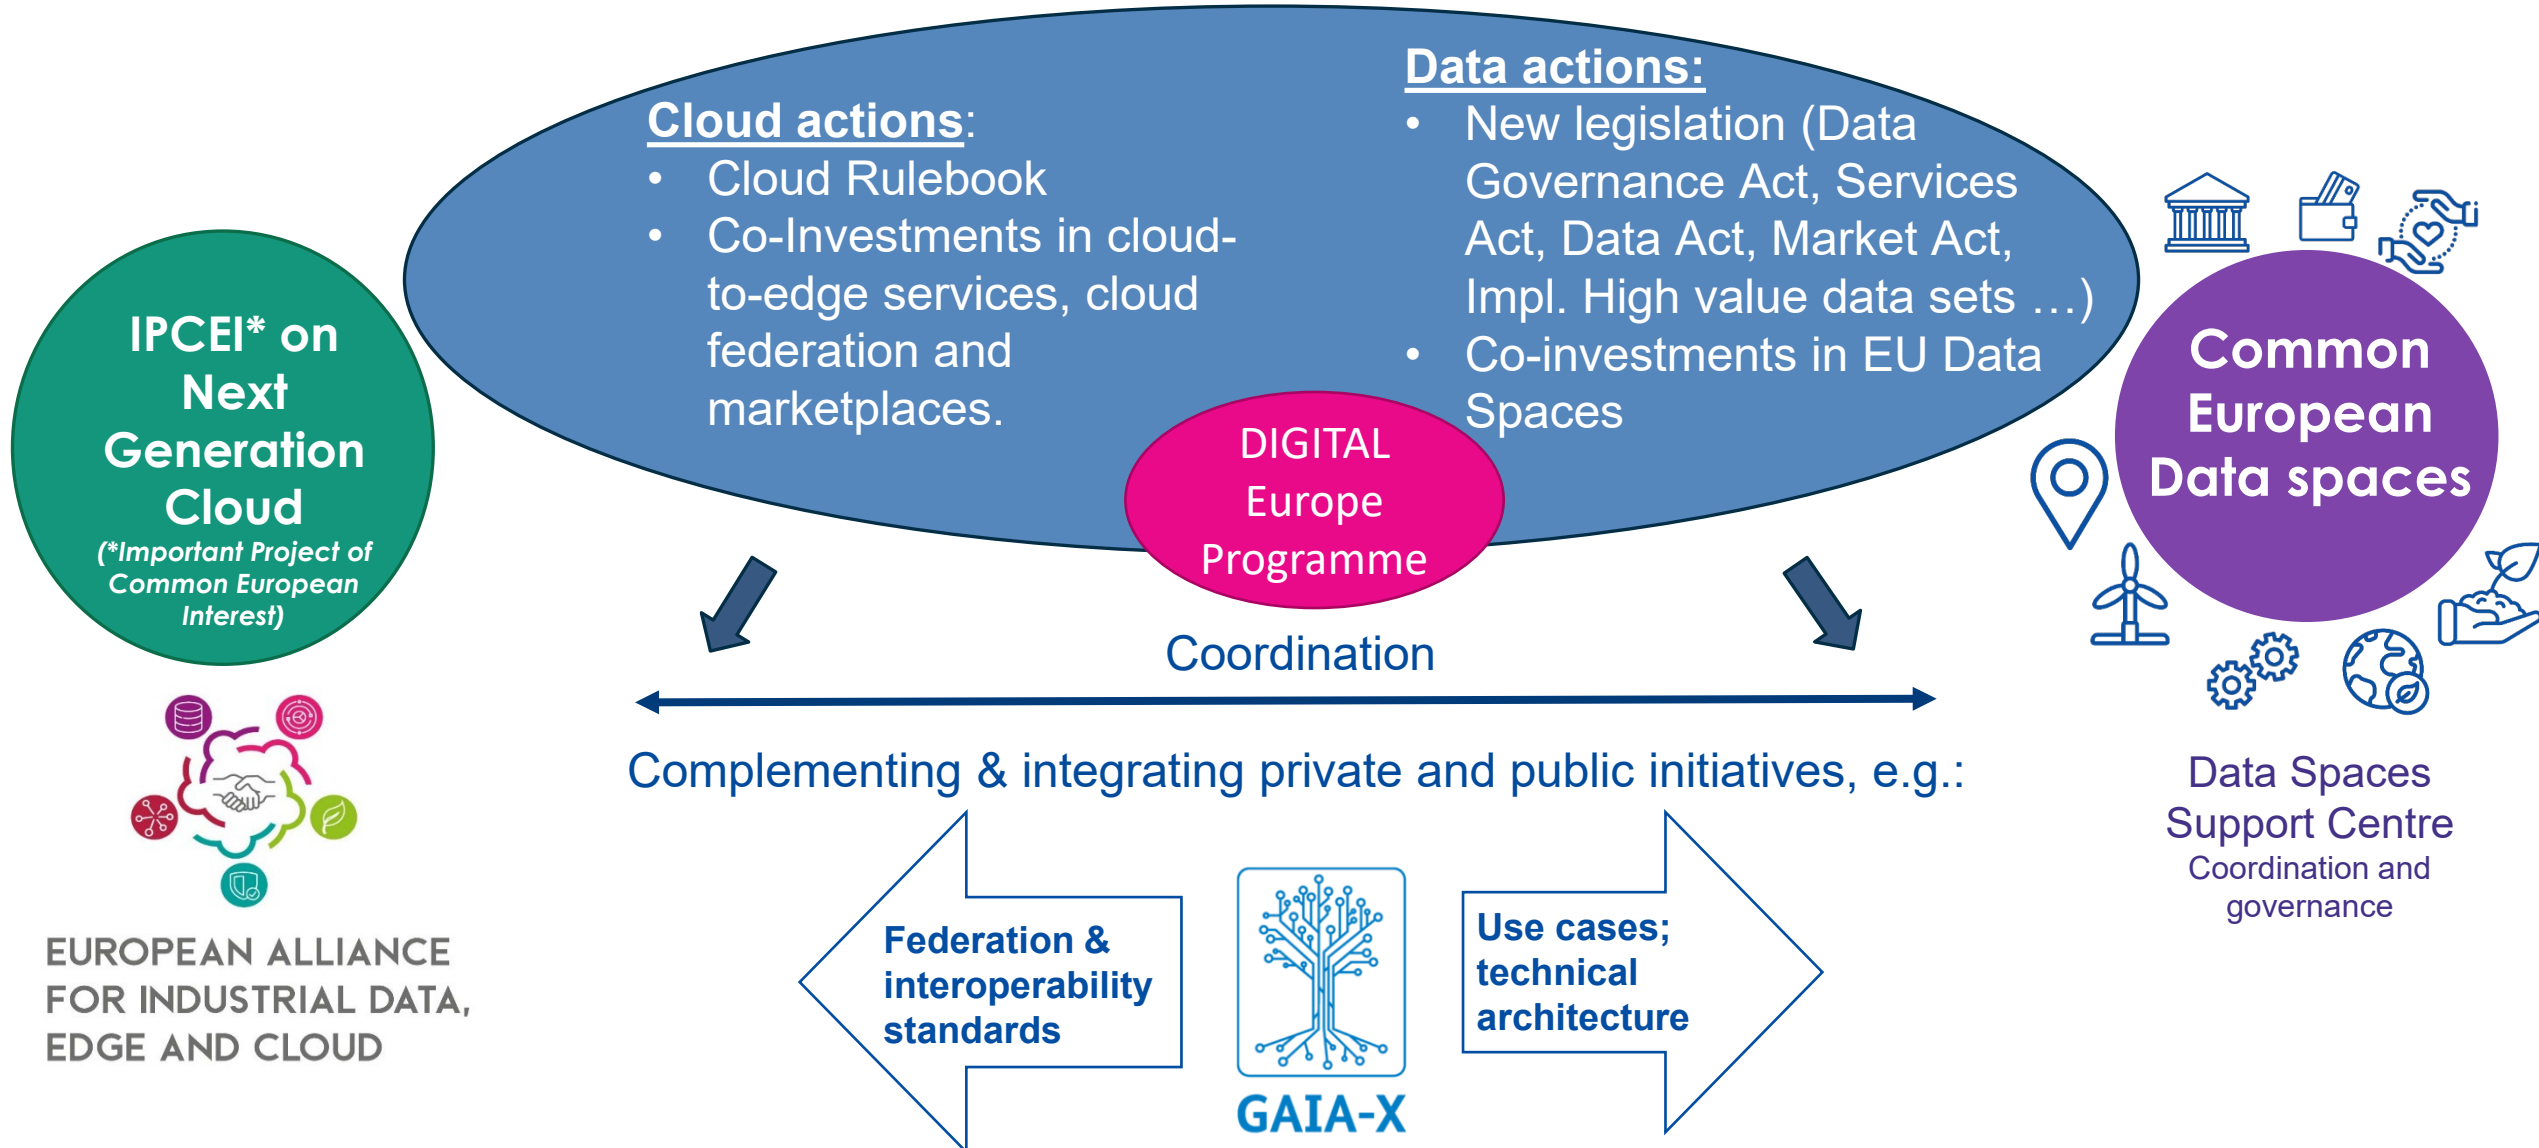 IPCEI* on
Next
Generation
Cloud
(*Important Project of
Common European
Interest)
EUROPEAN ALLIANCE
FOR INDUSTRIAL DATA,
EDGE AND CLOUD
Cloud actions:
• Cloud Rulebook
• Co-Investments in cloud-
to-edge services, cloud
federation and
marketplaces.
Data actions:
• New legislation (Data
Governance Act, Services
Act, Data Act, Market Act,
Impl. High value data sets …)
• Co-investments in EU Data
Spaces
DIGITAL
Europe
Programme
Coordination
Complementing & integrating private and public initiatives, e.g.:
Federation &
interoperability
standards
GAIA-X
Use cases;
technical
architecture
Common
European
Data spaces
Data Spaces
Support Centre
Coordination and
governance